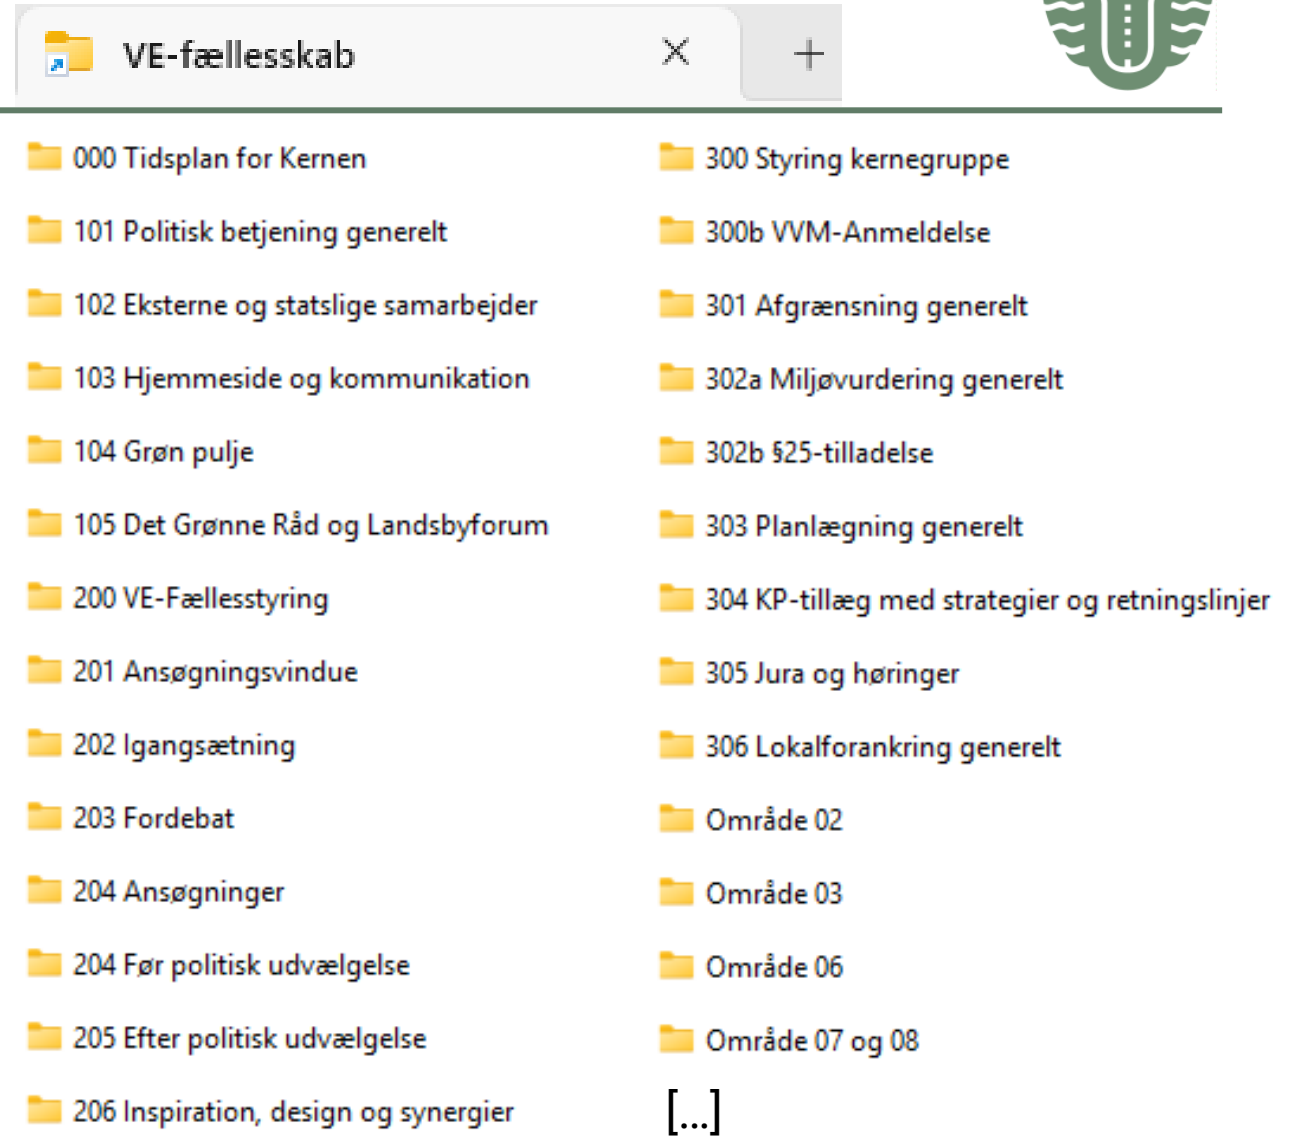 VE-fællesskab
000 Tidsplan for Kernen
101 Politisk betjening generelt
102 Eksterne og statslige samarbejder
103 Hjemmeside og kommunikation
104 Grøn pulje
105 Det Grønne Råd og Landsbyforum
200 VE-Fællesstyring
201 Ansøgningsvindue
202 Igangsætning
203 Fordebat
204 Ansøgninger
204 Før politisk udvælgelse
205 Efter politisk udvælgelse
206 Inspiration, design og synergier
300 Styring kernegruppe
300b VVM-Anmeldelse
301 Afgrænsning generelt
302a Miljøvurdering generelt
302b §25-tilladelse
303 Planlægning generelt
304 KP-tillæg med strategier og retningslinjer
305 Jura og høringer
306 Lokalforankring generelt
Område 02
Område 03
Område 06
Område 07 og 08
[...]